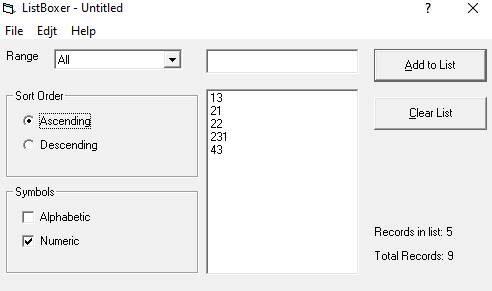 ListBoxer - Untitled
?
X
File Edjt Help
Range
All
Add to List
Sort Order
Ascending
Descending
13
21
22
231
43
Clear List
Symbols
Alphabetic
Numeric
Records in list: 5
Total Records: 9